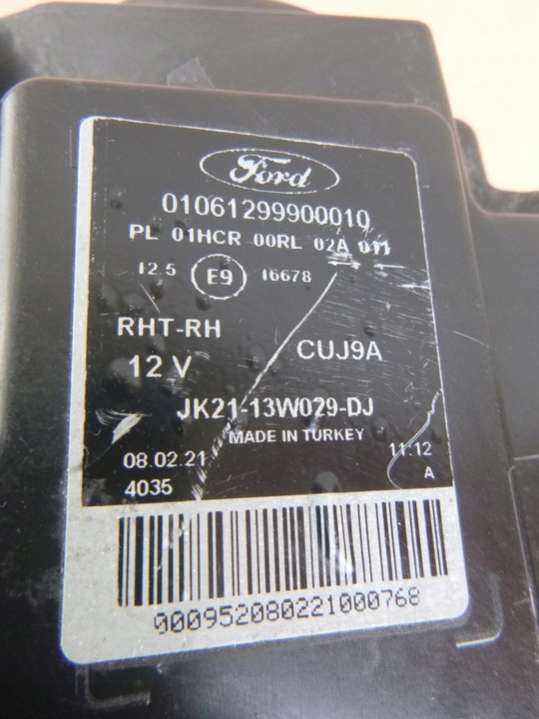 Ford
01061299900010
PL 01HCR 00RL 02A 011
12.5 E9 16678
RHT-RH
12 V CUJ9A
JK21-13W029-DJ
MADE IN TURKEY
08.02.21 11:12
4035 A
000952080221000768